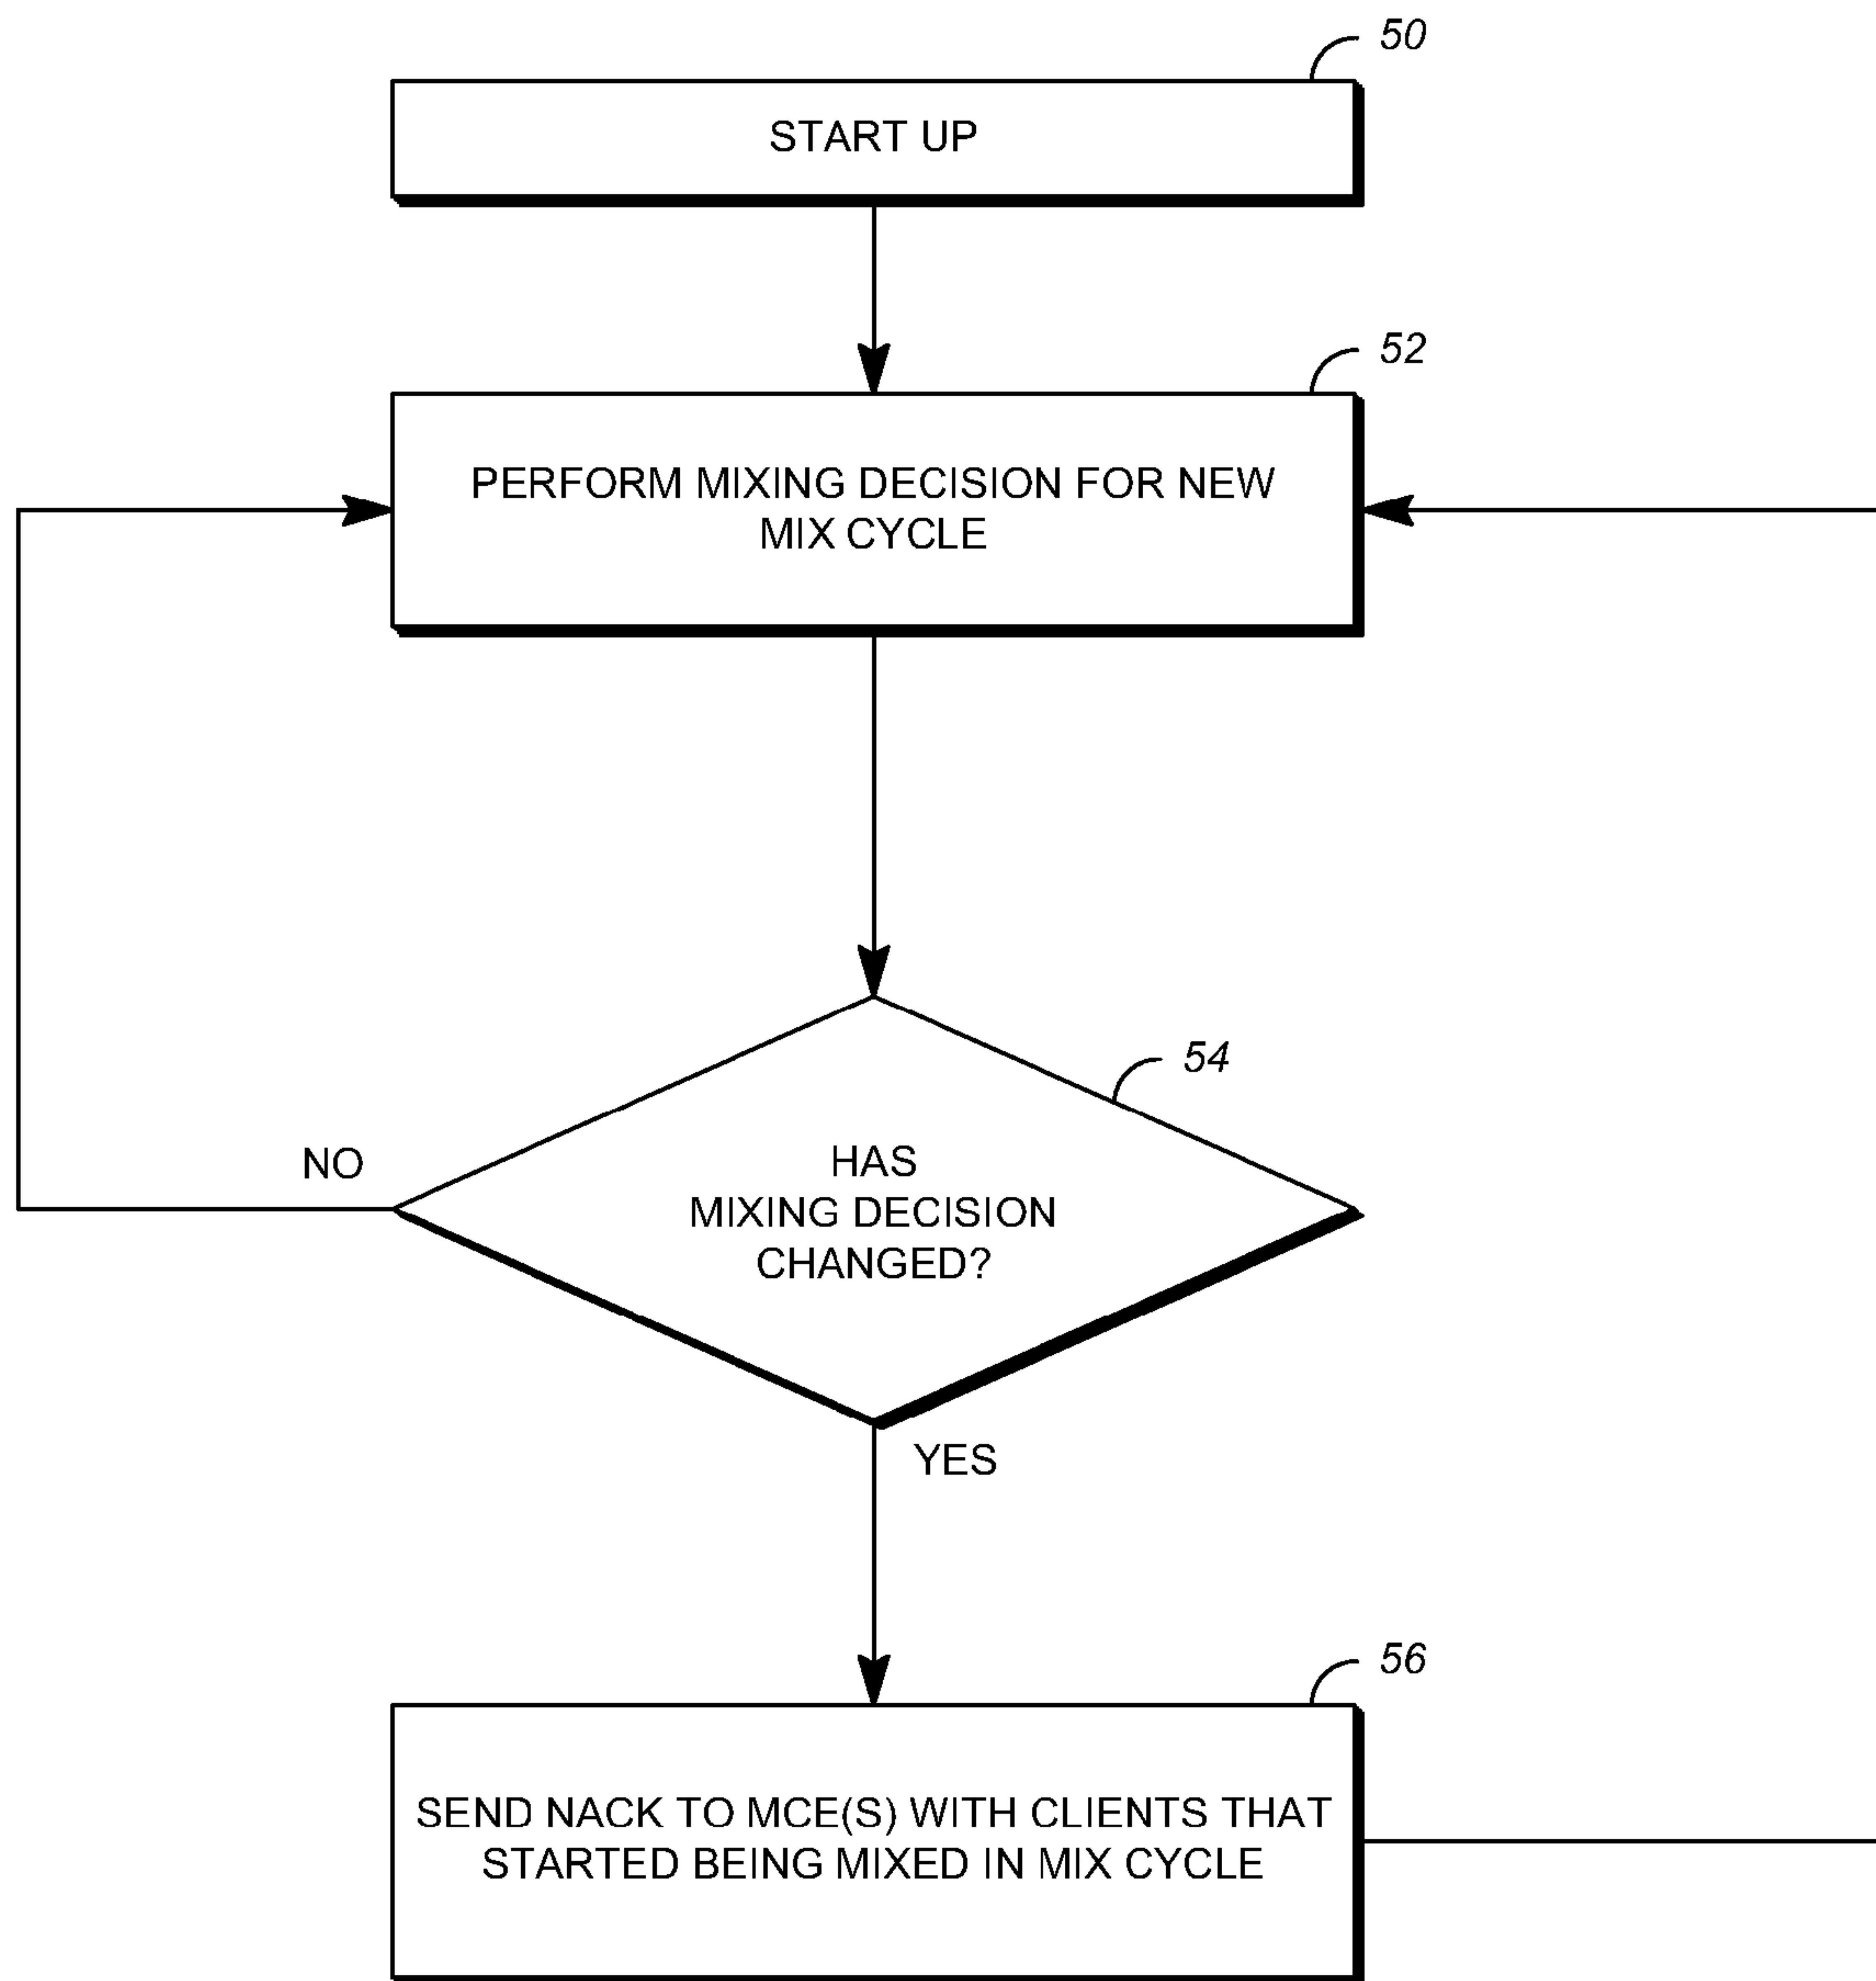 50
START UP
52
PERFORM MIXING DECISION FOR NEW
MIX CYCLE
54
NO
HAS
MIXING DECISION
CHANGED?
YES
56
SEND NACK TO MCE(S) WITH CLIENTS THAT
STARTED BEING MIXED IN MIX CYCLE